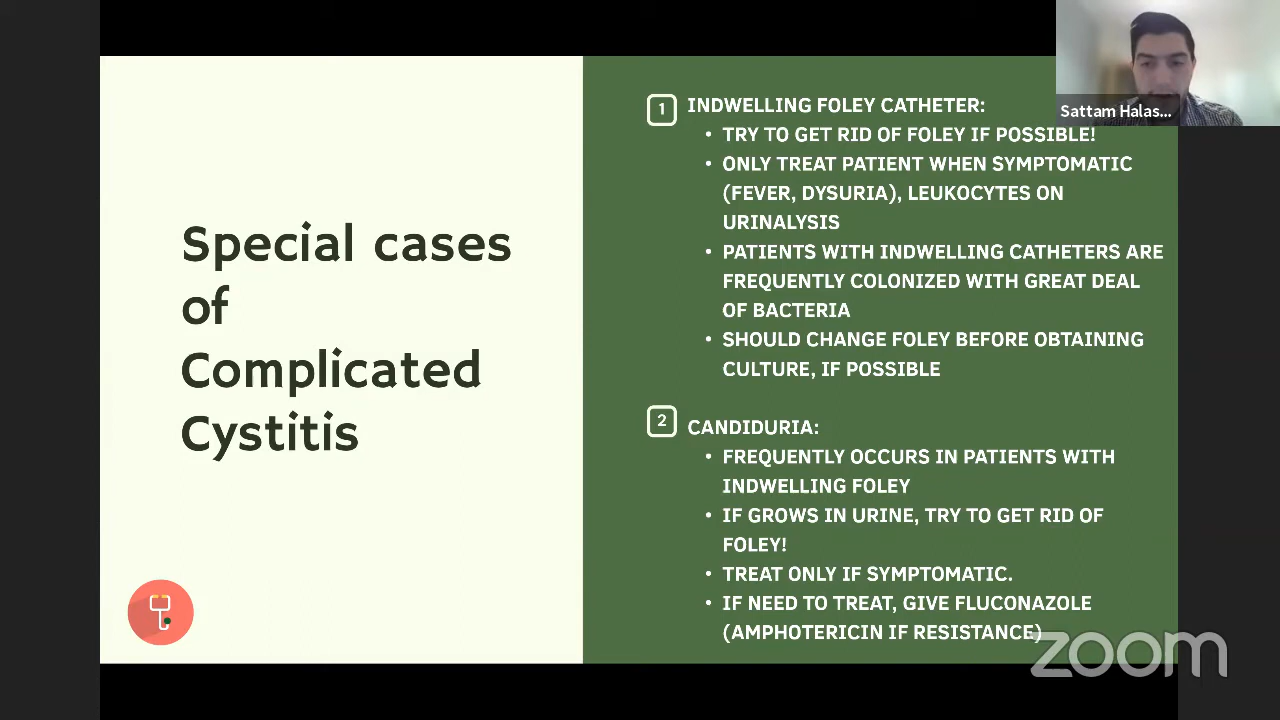 Special cases
of
Complicated
Cystitis
1
INDWELLING FOLEY CATHETER:
• TRY TO GET RID OF FOLEY IF POSSIBLE!
• ONLY TREAT PATIENT WHEN SYMPTOMATIC
(FEVER, DYSURIA), LEUKOCYTES ON
URINALYSIS
• PATIENTS WITH INDWELLING CATHETERS ARE
FREQUENTLY COLONIZED WITH GREAT DEAL
OF BACTERIA
• SHOULD CHANGE FOLEY BEFORE OBTAINING
CULTURE, IF POSSIBLE
2
CANDIDURIA:
• FREQUENTLY OCCURS IN PATIENTS WITH
INDWELLING FOLEY
• IF GROWS IN URINE, TRY TO GET RID OF
FOLEY!
• TREAT ONLY IF SYMPTOMATIC.
• IF NEED TO TREAT, GIVE FLUCONAZOLE
(AMPHOTERICIN IF RESISTANCE)
Sattam Halas...
zoom